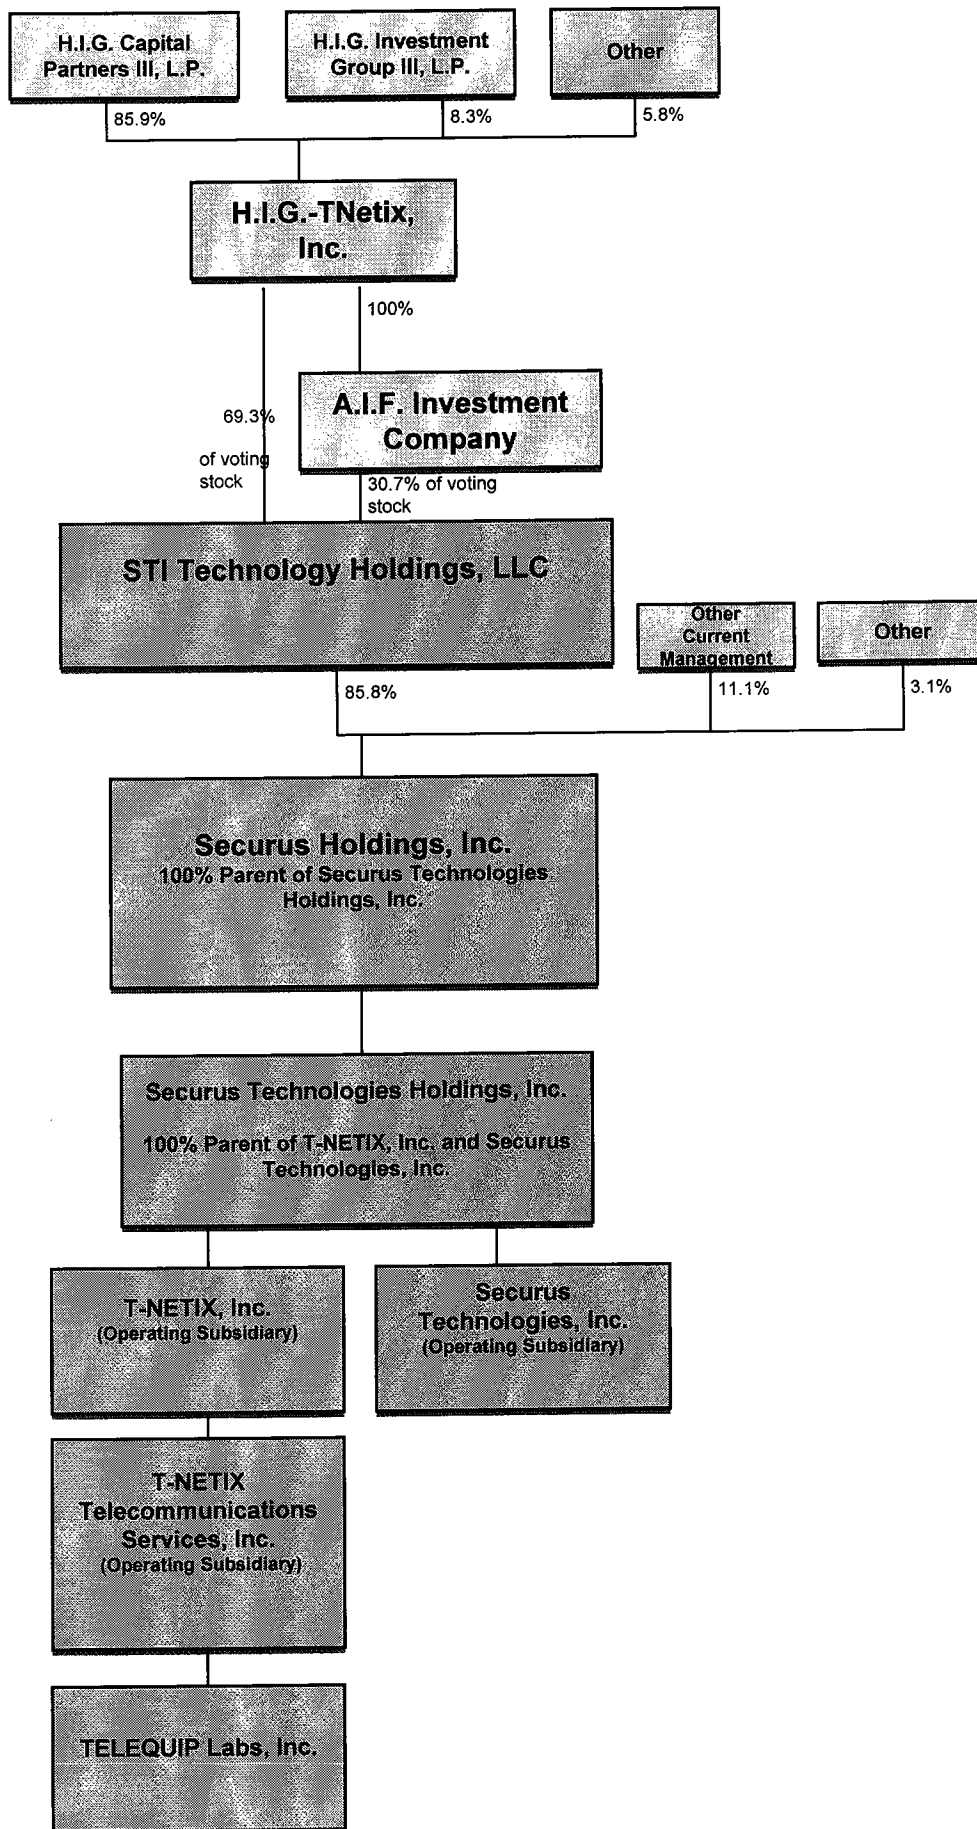 H.I.G. Capital
Partners III, L.P.
H.I.G. Investment
Group III, L.P.
Other
85.9%
8.3%
5.8%
H.I.G.-TNetix,
Inc.
100%
69.3%
of voting
stock
A.I.F. Investment
Company
30.7% of voting
stock
STI Technology Holdings, LLC
Other
Current
Management
Other
85.8%
11.1%
3.1%
Securus Holdings, Inc.
100% Parent of Securus Technologies
Holdings, Inc.
Securus Technologies Holdings, Inc.
100% Parent of T-NETIX, Inc. and Securus
Technologies, Inc.
T-NETIX, Inc.
(Operating Subsidiary)
Securus
Technologies, Inc.
(Operating Subsidiary)
T-NETIX
Telecommunications
Services, Inc.
(Operating Subsidiary)
TELEQUIP Labs, Inc.